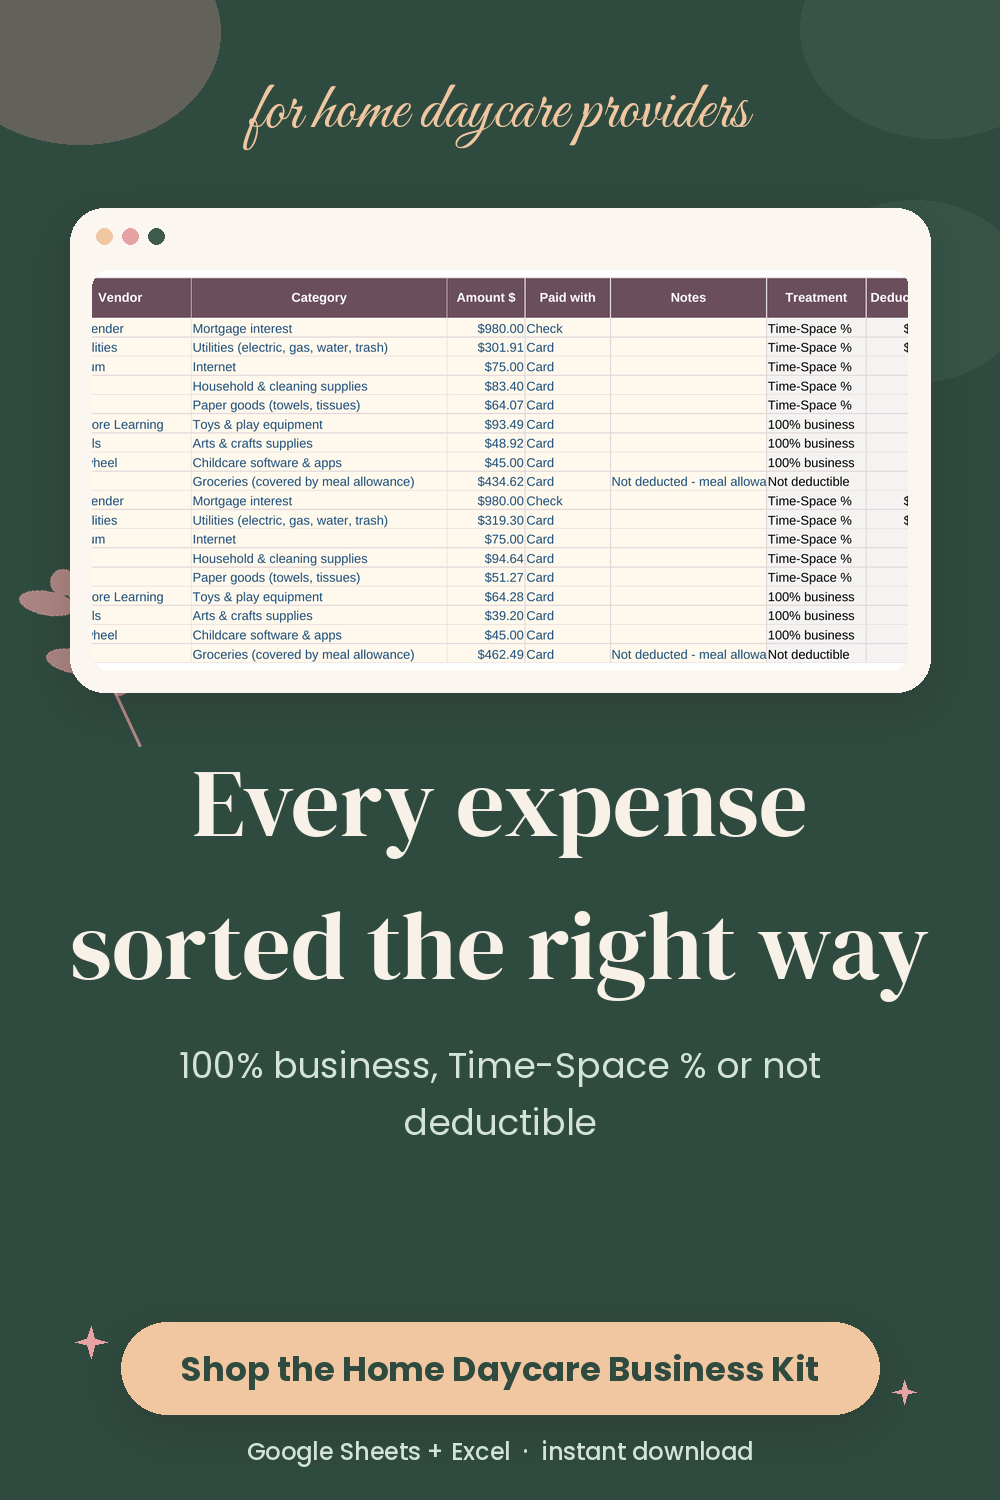 for home daycare providers
Vendor Category Amount $ Paid with Notes Treatment
Mortgage interest $980.00 Check Time-Space %
Utilities (electric, gas, water, trash) $301.91 Card Time-Space %
Internet $75.00 Card Time-Space %
Household & cleaning supplies $83.40 Card Time-Space %
Paper goods (towels, tissues) $64.07 Card Time-Space %
ore Learning Toys & play equipment $93.49 Card 100% business
Arts & crafts supplies $48.92 Card 100% business
Childcare software & apps $45.00 Card 100% business
Groceries (covered by meal allowance) $434.62 Card Not deducted - meal allowa Not deductible
Mortgage interest $980.00 Check Time-Space %
Utilities (electric, gas, water, trash) $319.30 Card Time-Space %
Internet $75.00 Card Time-Space %
Household & cleaning supplies $94.64 Card Time-Space %
Paper goods (towels, tissues) $51.27 Card Time-Space %
ore Learning Toys & play equipment $64.28 Card 100% business
Arts & crafts supplies $39.20 Card 100% business
Childcare software & apps $45.00 Card 100% business
Groceries (covered by meal allowance) $462.49 Card Not deducted - meal allowa Not deductible
Every expense
sorted the right way
100% business, Time-Space % or not
deductible
Shop the Home Daycare Business Kit
Google Sheets + Excel · instant download